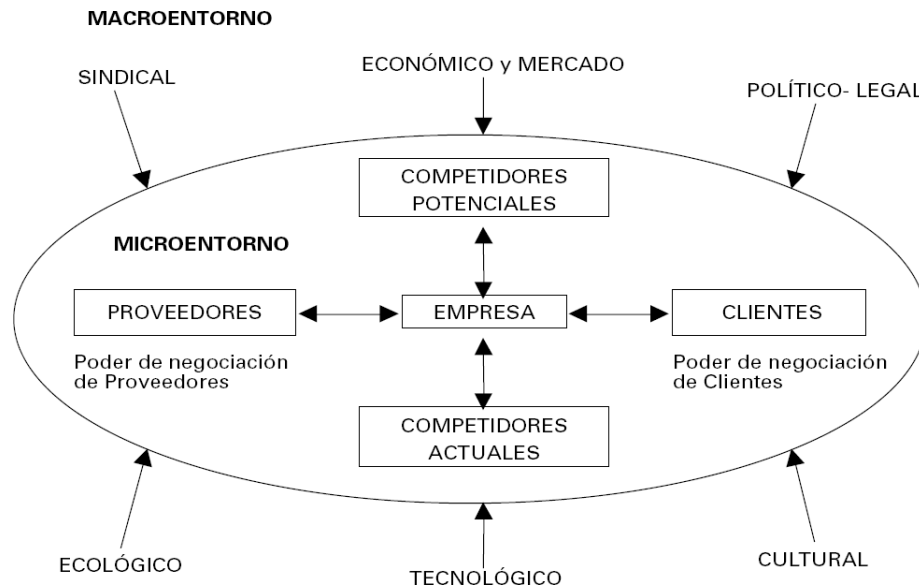 MACROENTORNO
SINDICAL
ECONÓMICO y MERCADO
POLÍTICO- LEGAL
COMPETIDORES
POTENCIALES
MICROENTORNO
PROVEEDORES
EMPRESA
CLIENTES
Poder de negociación
de Proveedores
Poder de negociación
de Clientes
COMPETIDORES
ACTUALES
ECOLÓGICO
TECNOLÓGICO
CULTURAL